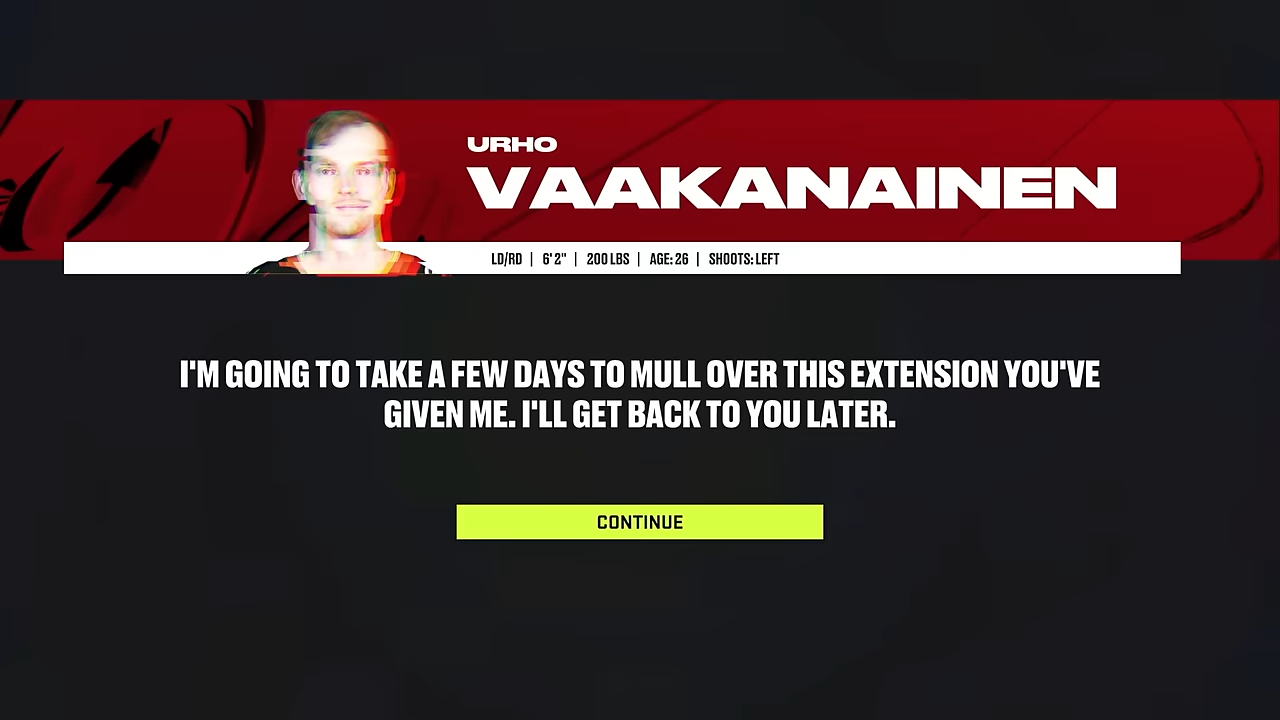 URHO
VAAKANAINEN
LD/RD | 6' 2" | 200 LBS | AGE: 26 | SHOOTS: LEFT
I'M GOING TO TAKE A FEW DAYS TO MULL OVER THIS EXTENSION YOU'VE
GIVEN ME. I'LL GET BACK TO YOU LATER.
CONTINUE